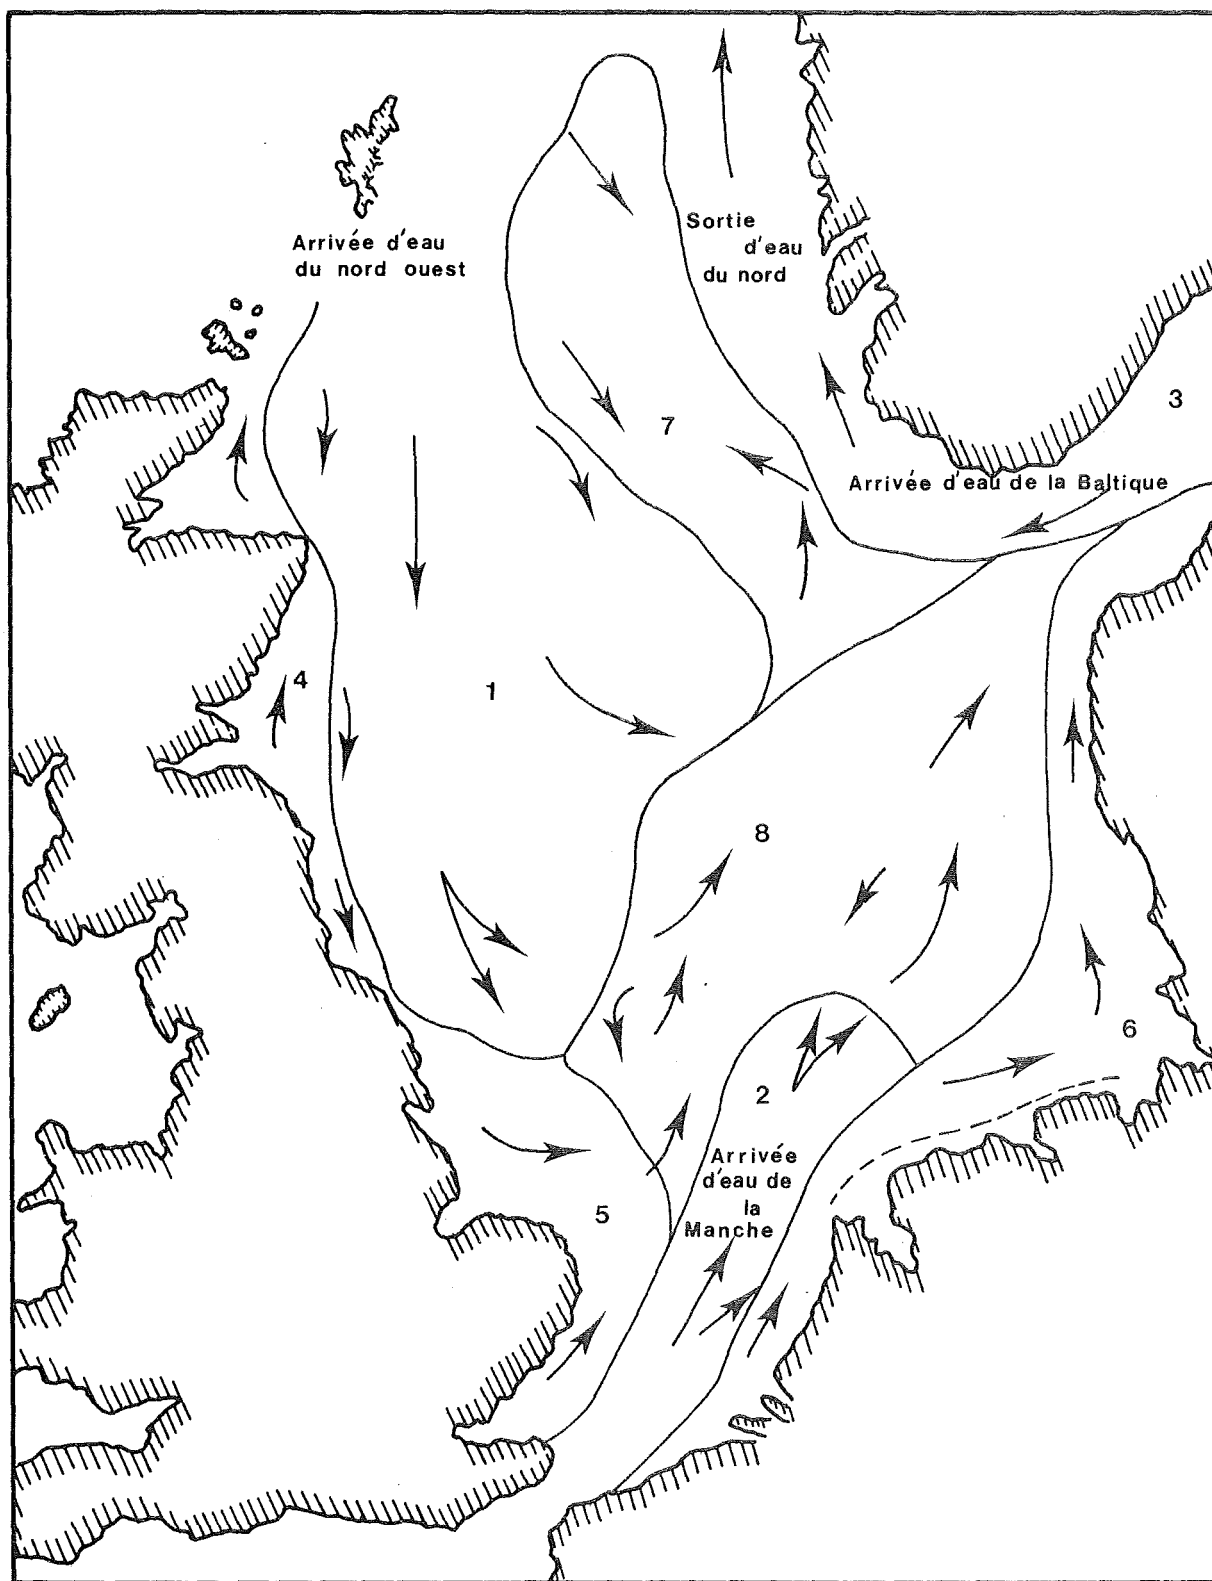 Sortie
d'eau
du nord
Arrivée d'eau
du nord ouest
3
7
Arrivée d'eau de la Baltique
4
1
8
6
2
Arrivée
d'eau de
la
Manche
5